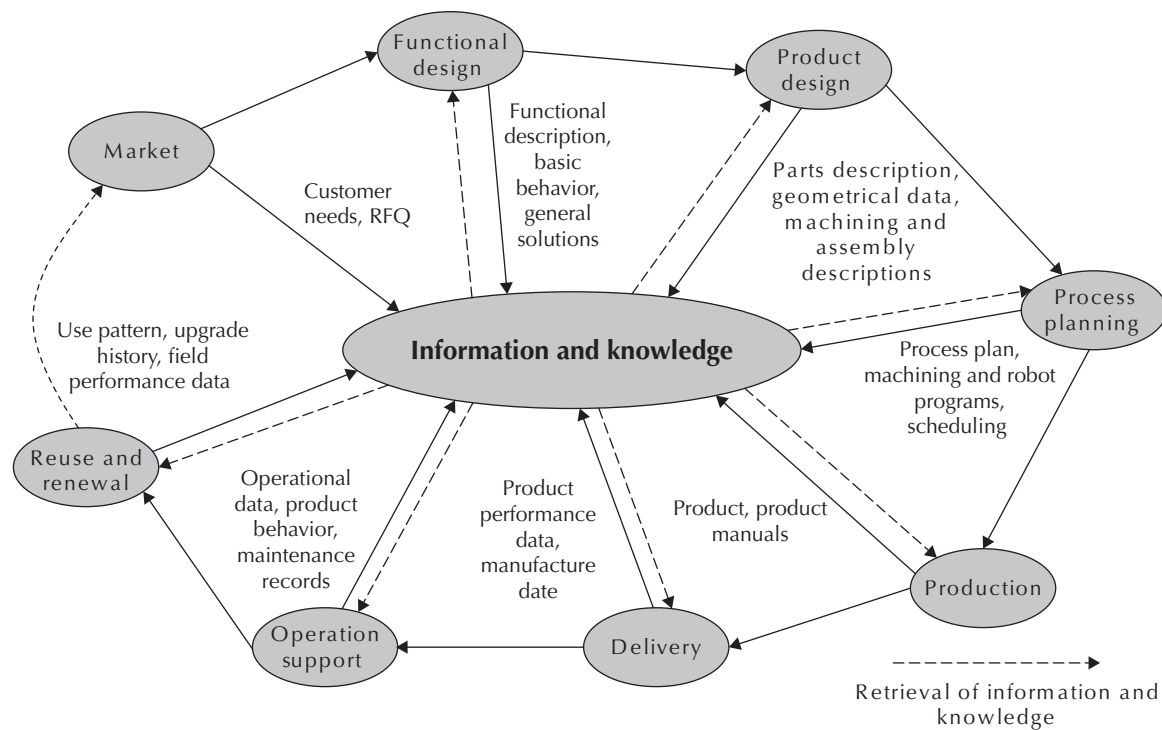 Functional
design
Product
design
Market
Functional
description,
basic
behavior,
general
solutions
Parts description,
geometrical data,
machining and
assembly
descriptions
Customer
needs, RFQ
Process
planning
Information and knowledge
Use pattern, upgrade
history, field
performance data
Process plan,
machining and robot
programs,
scheduling
Reuse and
renewal
Operational
data, product
behavior,
maintenance
records
Product
performance
data,
manufacture
date
Product, product
manuals
Production
Operation
support
Delivery
Retrieval of information and
knowledge